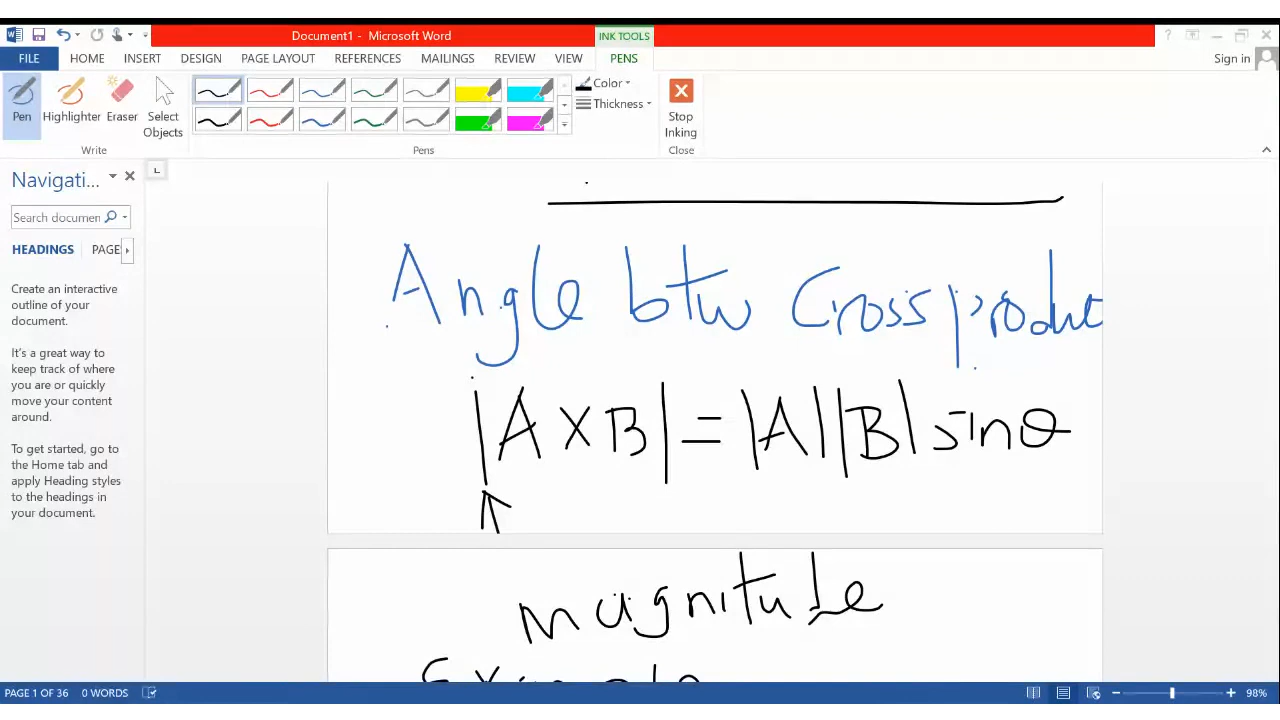 Document1 - Microsoft Word
INK TOOLS
FILE HOME INSERT DESIGN PAGE LAYOUT REFERENCES MAILINGS REVIEW VIEW PENS
Sign in
Pen Highlighter Eraser Select Objects
Write
Pens
Color
Thickness
Stop Inking
Close
Navigati...
Search documen
HEADINGS PAGE
Create an interactive
outline of your
document.
It's a great way to
keep track of where
you are or quickly
move your content
around.
To get started, go to
the Home tab and
apply Heading styles
to the headings in
your document.
Angle btw Cross product
|A×B| = |A||B| sinθ
magnitude
Example
PAGE 1 OF 36 0 WORDS
98%